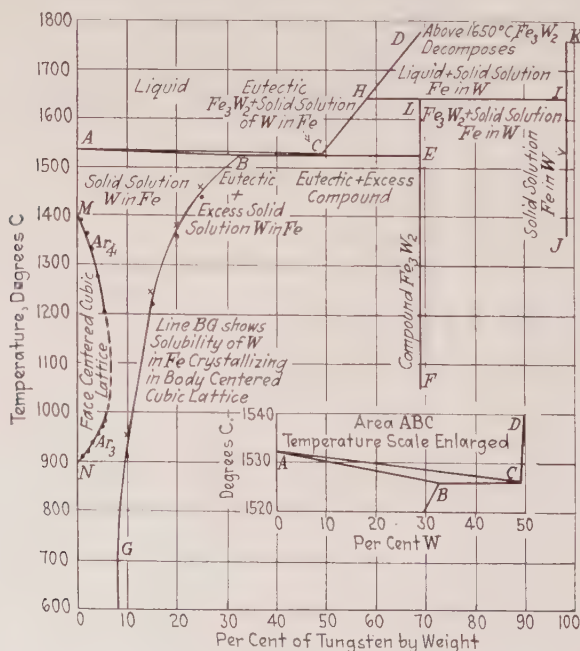 Temperature, Degrees C
1800
1700
1600
1500
1400
1300
1200
1100
1000
900
800
700
600
Liquid
Eutectic
Fe3W2+Solid Solution
of W in Fe
D
Above 1650°C, Fe3W2
Decomposes
K
Liquid+Solid Solution
Fe in W
H
I
L
Fe3W2+Solid Solution
Fe in W
A
B
C
E
Solid Solution
W in Fe
Eutectic
+
Excess Solid
Solution W in Fe
Eutectic+Excess
Compound
Solid Solution
Fe in W
J
M
Ar4
Face Centered Cubic
Lattice
Ar3
N
Line BG shows
Solubility of W
in Fe Crystallizing
in Body Centered
Cubic Lattice
Compound Fe3W2
F
G
Degrees C.
1540
1530
1520
Area ABC
Temperature Scale Enlarged
D
A
B
C
0 10 20 30 40 50
Per Cent W
0 10 20 30 40 50 60 70 80 90 100
Per Cent of Tungsten by Weight